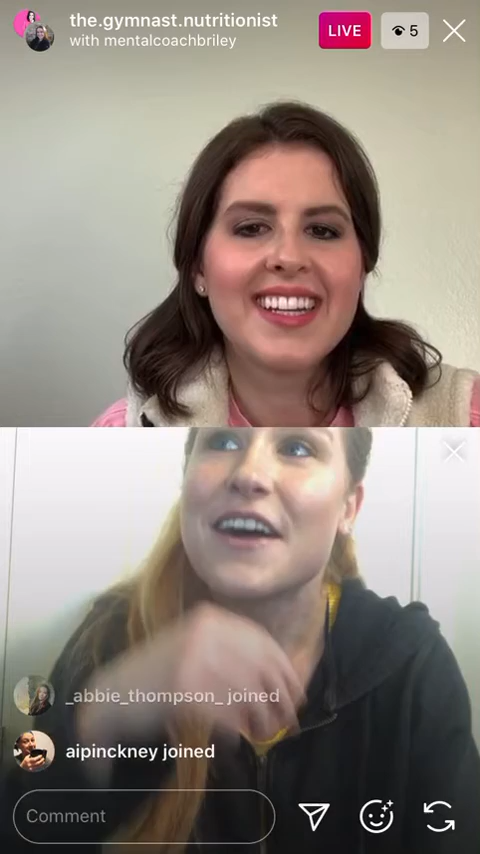 the.gymnast.nutritionist
with mentalcoachbriley
LIVE
5
_abbie_thompson_ joined
aipinckney joined
Comment